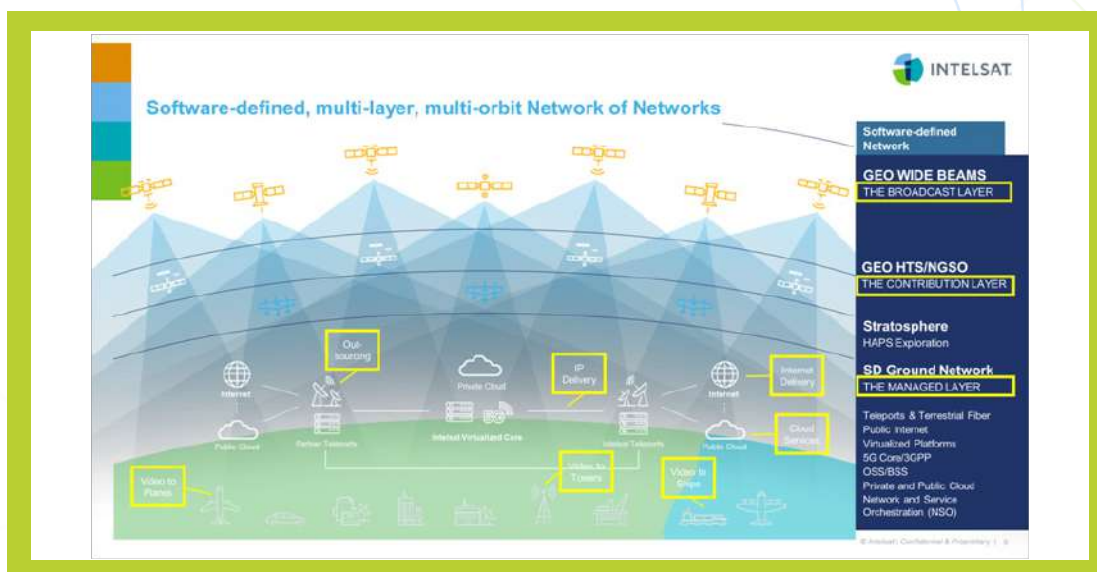 INTELSAT
Software-defined, multi-layer, multi-orbit Network of Networks
Software-defined
Network
GEO WIDE BEAMS
THE BROADCAST LAYER
GEO HTS/NGSO
THE CONTRIBUTION LAYER
Stratosphere
HAPS Exploration
SD Ground Network
THE MANAGED LAYER
Teleports & Terrestrial Fiber
Public Internet
Virtualized Platforms
5G Core/3GPP
OSS/BSS
Private and Public Cloud
Network and Service
Orchestration (NSO)
Out-
sourcing
IP
Delivery
Internet
Delivery
Internet
Private Cloud
Internet
Cloud
Services
Public Cloud
Partner Teleports
Intelsat Virtualized Core
Intelsat Teleports
Public Cloud
Video to
Planes
Video to
Towers
Video to
Ships
© Intelsat | Confidential & Proprietary |